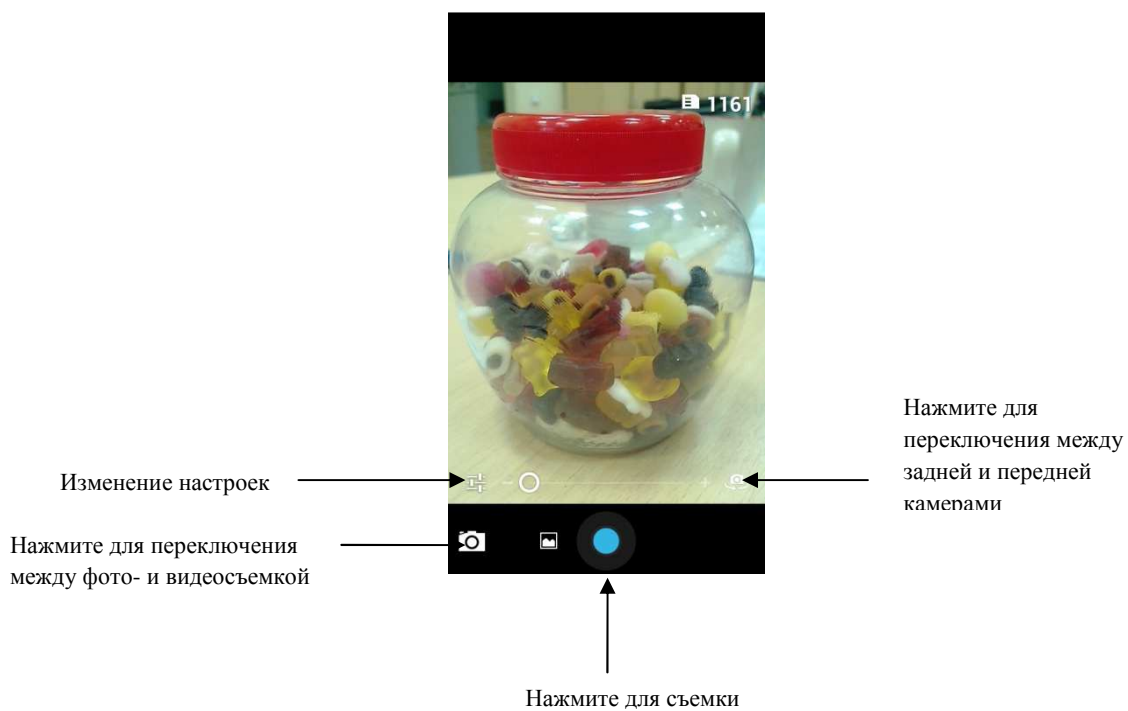 1161
Нажмите для
переключения между
задней и передней
камерами
Изменение настроек
Нажмите для переключения
между фото- и видеосъемкой
Нажмите для съемки